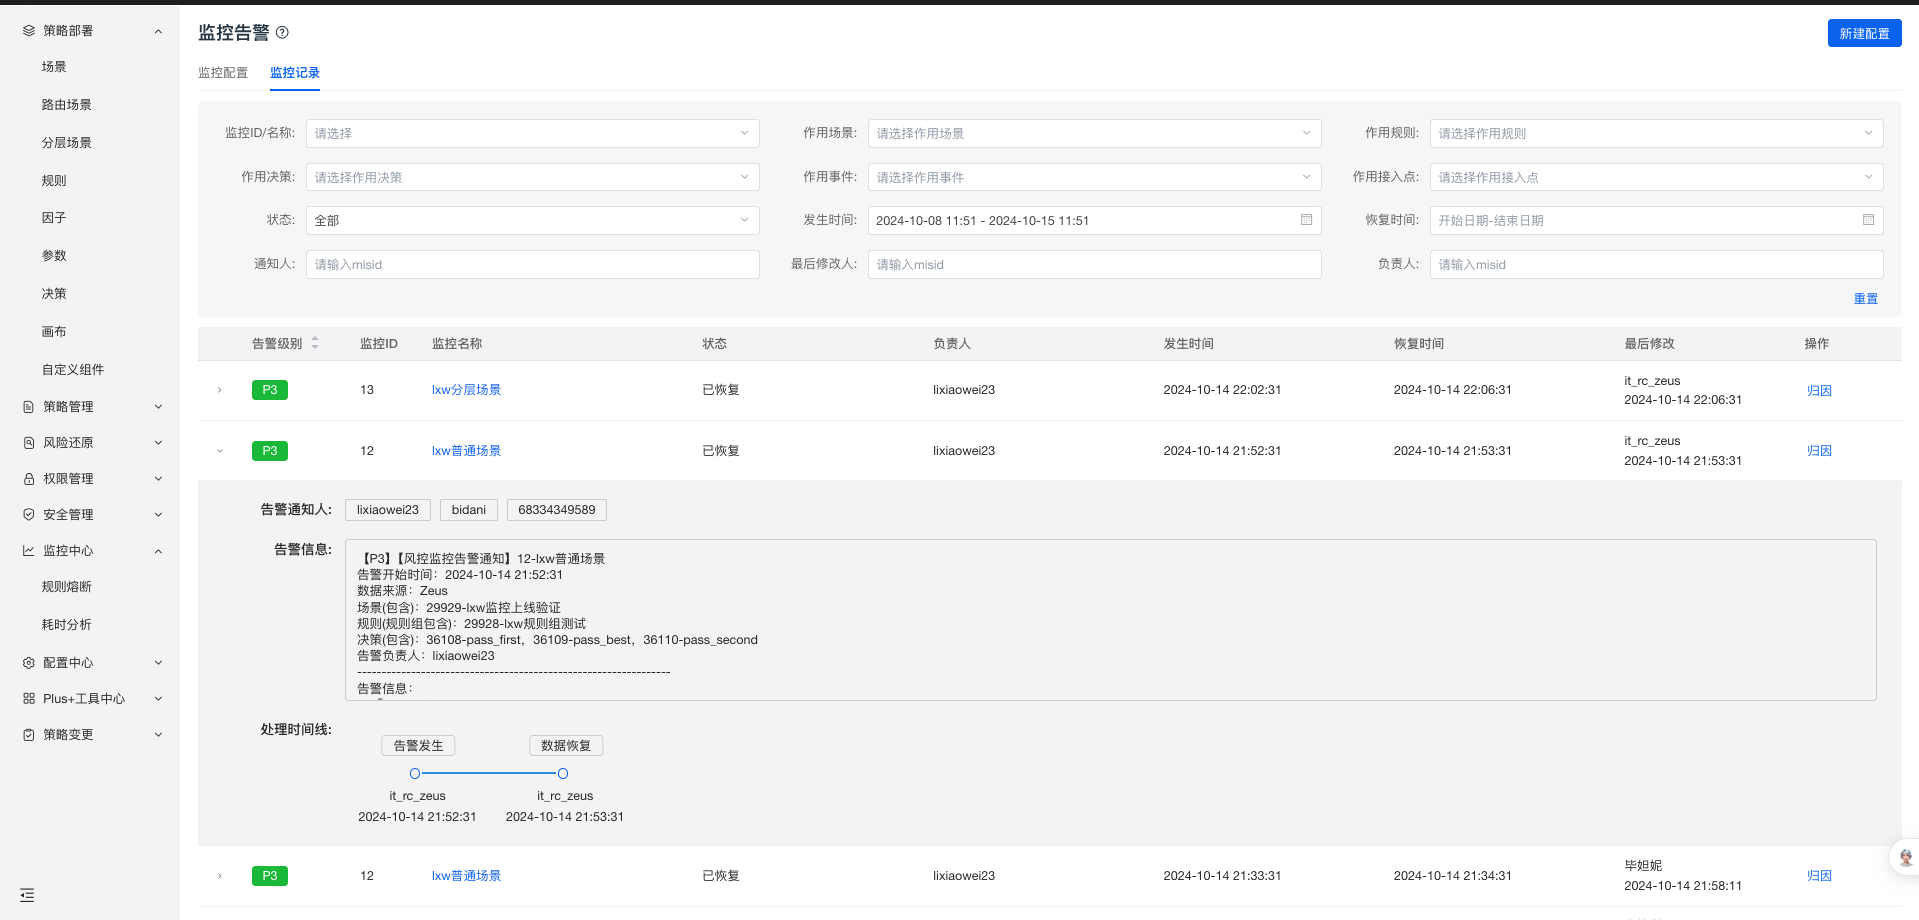 策略部署
场景
路由场景
分层场景
规则
因子
参数
决策
画布
自定义组件
策略管理
风险还原
权限管理
安全管理
监控中心
规则熔断
耗时分析
配置中心
Plus+工具中心
策略变更
监控告警
新建配置
监控配置 监控记录
监控ID/名称: 请选择 作用场景: 请选择作用场景 作用规则: 请选择作用规则
作用决策: 请选择作用决策 作用事件: 请选择作用事件 作用接入点: 请选择作用接入点
状态: 全部 发生时间: 2024-10-08 11:51 - 2024-10-15 11:51 恢复时间: 开始日期-结束日期
通知人: 请输入misid 最后修改人: 请输入misid 负责人: 请输入misid
重置
告警级别 监控ID 监控名称 状态 负责人 发生时间 恢复时间 最后修改 操作
P3 13 lxw分层场景 已恢复 lixiaowei23 2024-10-14 22:02:31 2024-10-14 22:06:31 it_rc_zeus 2024-10-14 22:06:31 归因
P3 12 lxw普通场景 已恢复 lixiaowei23 2024-10-14 21:52:31 2024-10-14 21:53:31 it_rc_zeus 2024-10-14 21:53:31 归因
告警通知人: lixiaowei23 bidani 68334349589
告警信息:
【P3】【风控监控告警通知】12-lxw普通场景
告警开始时间：2024-10-14 21:52:31
数据来源：Zeus
场景(包含)：29929-lxw监控上线验证
规则(规则组包含)：29928-lxw规则组测试
决策(包含)：36108-pass_first，36109-pass_best，36110-pass_second
告警负责人：lixiaowei23
----------------------------------------------------------------
告警信息：
处理时间线:
告警发生 数据恢复
it_rc_zeus it_rc_zeus
2024-10-14 21:52:31 2024-10-14 21:53:31
P3 12 lxw普通场景 已恢复 lixiaowei23 2024-10-14 21:33:31 2024-10-14 21:34:31 毕妲妮 2024-10-14 21:58:11 归因